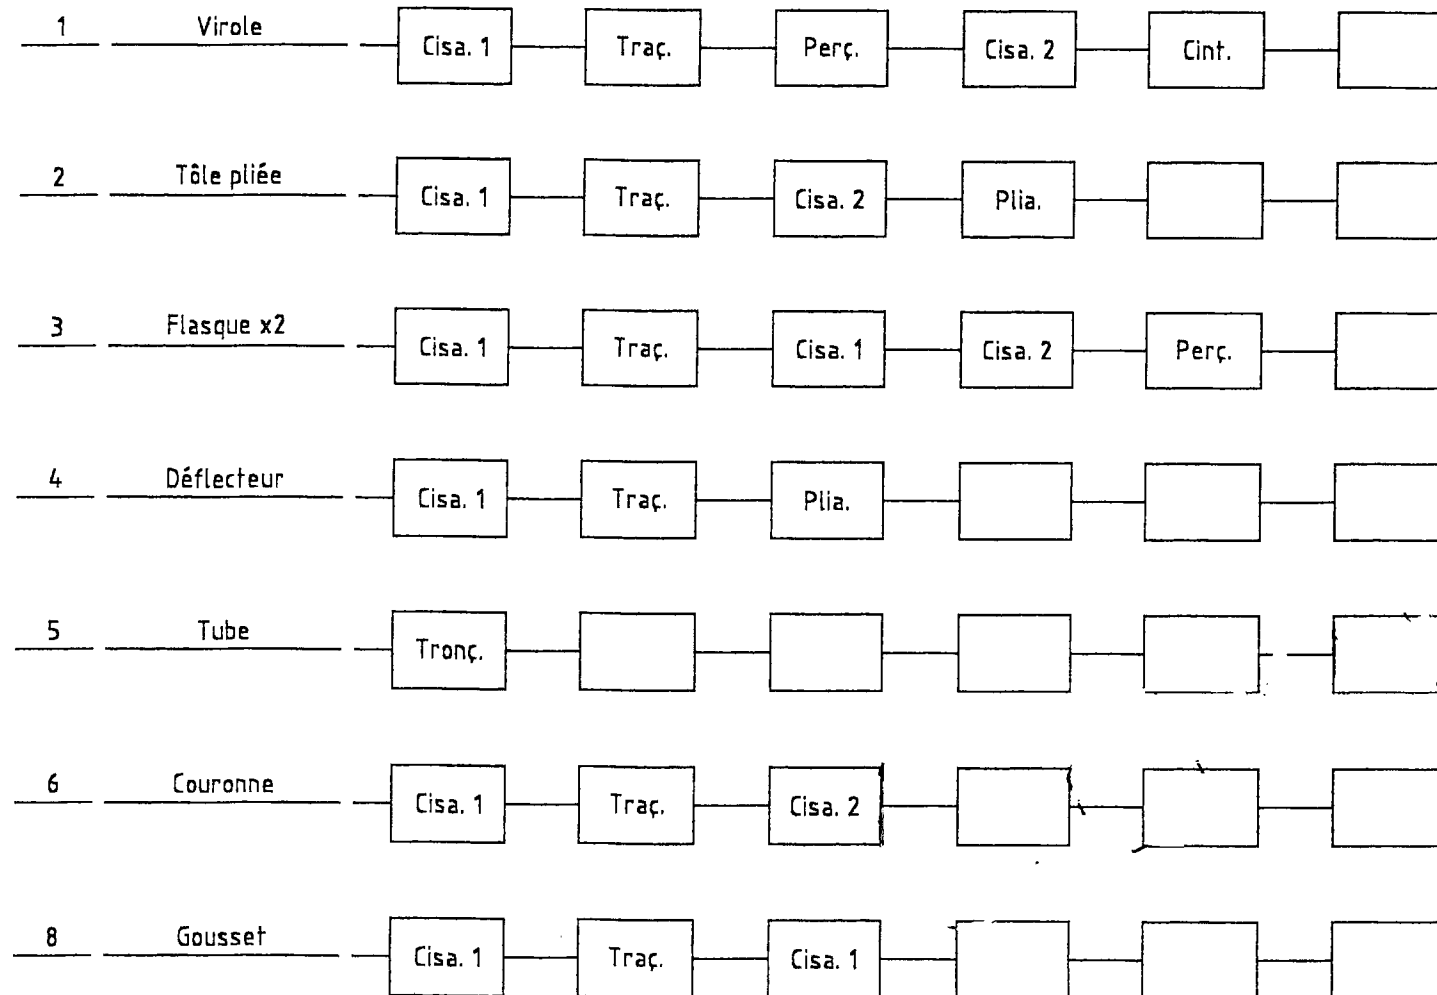 1 Virole Cisa. 1 Traç. Perç. Cisa. 2 Cint.
2 Tôle pliée Cisa. 1 Traç. Cisa. 2 Plia.
3 Flasque x2 Cisa. 1 Traç. Cisa. 1 Cisa. 2 Perç.
4 Déflecteur Cisa. 1 Traç. Plia.
5 Tube Tronç.
6 Couronne Cisa. 1 Traç. Cisa. 2
8 Gousset Cisa. 1 Traç. Cisa. 1